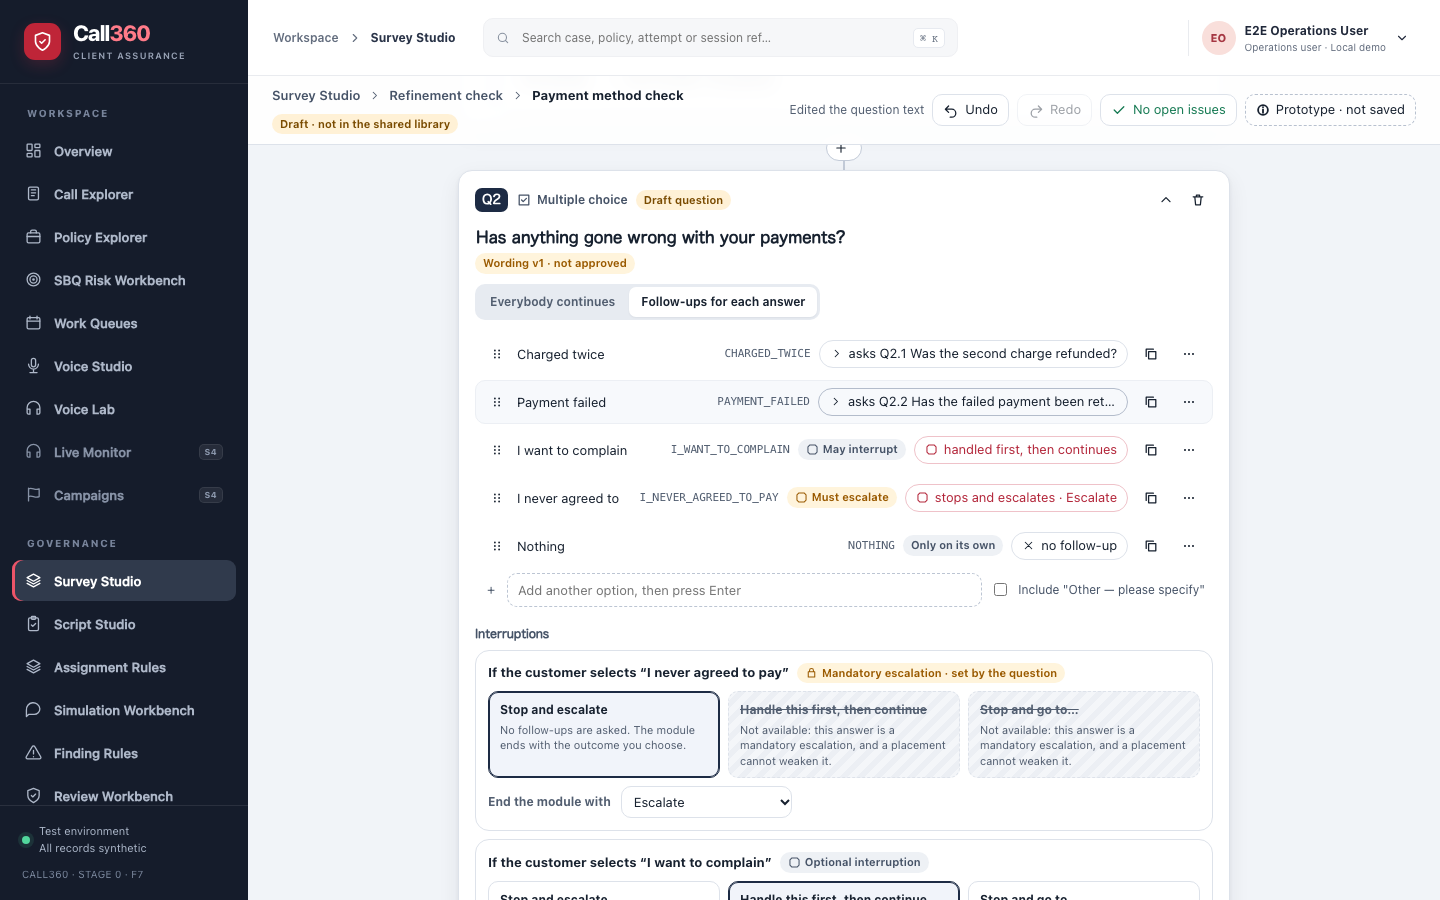 Call360
CLIENT ASSURANCE
WORKSPACE
Overview
Call Explorer
Policy Explorer
SBQ Risk Workbench
Work Queues
Voice Studio
Voice Lab
Live Monitor S4
Campaigns S4
GOVERNANCE
Survey Studio
Script Studio
Assignment Rules
Simulation Workbench
Finding Rules
Review Workbench
Test environment
All records synthetic
CALL360 · STAGE 0 · F7
Workspace > Survey Studio
Search case, policy, attempt or session ref...
⌘ K
EO
E2E Operations User
Operations user · Local demo
Survey Studio > Refinement check > Payment method check
Draft · not in the shared library
Edited the question text
Undo
Redo
No open issues
Prototype · not saved
+
Q2 Multiple choice Draft question
Has anything gone wrong with your payments?
Wording v1 · not approved
Everybody continues Follow-ups for each answer
Charged twice CHARGED_TWICE > asks Q2.1 Was the second charge refunded? ···
Payment failed PAYMENT_FAILED > asks Q2.2 Has the failed payment been ret... ···
I want to complain I_WANT_TO_COMPLAIN May interrupt handled first, then continues ···
I never agreed to I_NEVER_AGREED_TO_PAY Must escalate stops and escalates · Escalate ···
Nothing NOTHING Only on its own × no follow-up ···
+ Add another option, then press Enter Include "Other — please specify"
Interruptions
If the customer selects “I never agreed to pay” Mandatory escalation · set by the question
Stop and escalate
No follow-ups are asked. The module
ends with the outcome you choose.
Handle this first, then continue
Not available: this answer is a
mandatory escalation, and a placement
cannot weaken it.
Stop and go to...
Not available: this answer is a
mandatory escalation, and a placement
cannot weaken it.
End the module with Escalate
If the customer selects “I want to complain” Optional interruption
Stop and escalate
Handle this first, then continue
Stop and go to